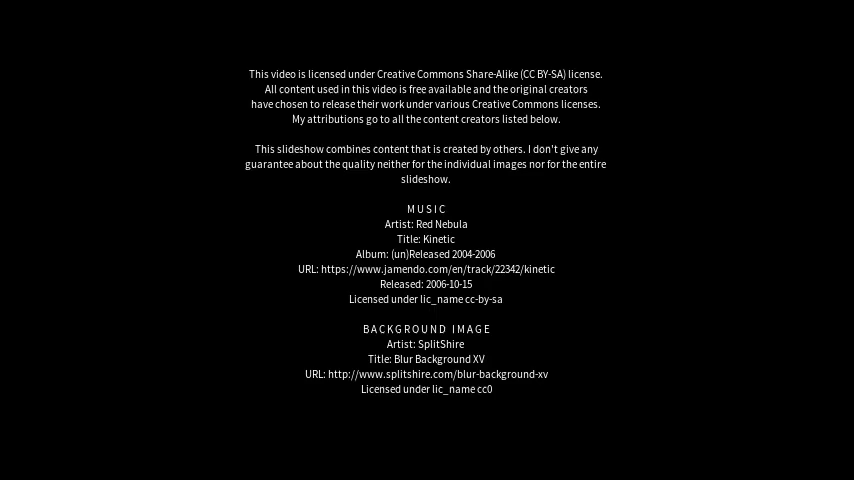 This video is licensed under Creative Commons Share-Alike (CC BY-SA) license.
All content used in this video is free available and the original creators
have chosen to release their work under various Creative Commons licenses.
My attributions go to all the content creators listed below.
This slideshow combines content that is created by others. I don't give any
guarantee about the quality neither for the individual images nor for the entire
slideshow.
M U S I C
Artist: Red Nebula
Title: Kinetic
Album: (un)Released 2004-2006
URL: https://www.jamendo.com/en/track/22342/kinetic
Released: 2006-10-15
Licensed under lic_name cc-by-sa
B A C K G R O U N D   I M A G E
Artist: SplitShire
Title: Blur Background XV
URL: http://www.splitshire.com/blur-background-xv
Licensed under lic_name cc0